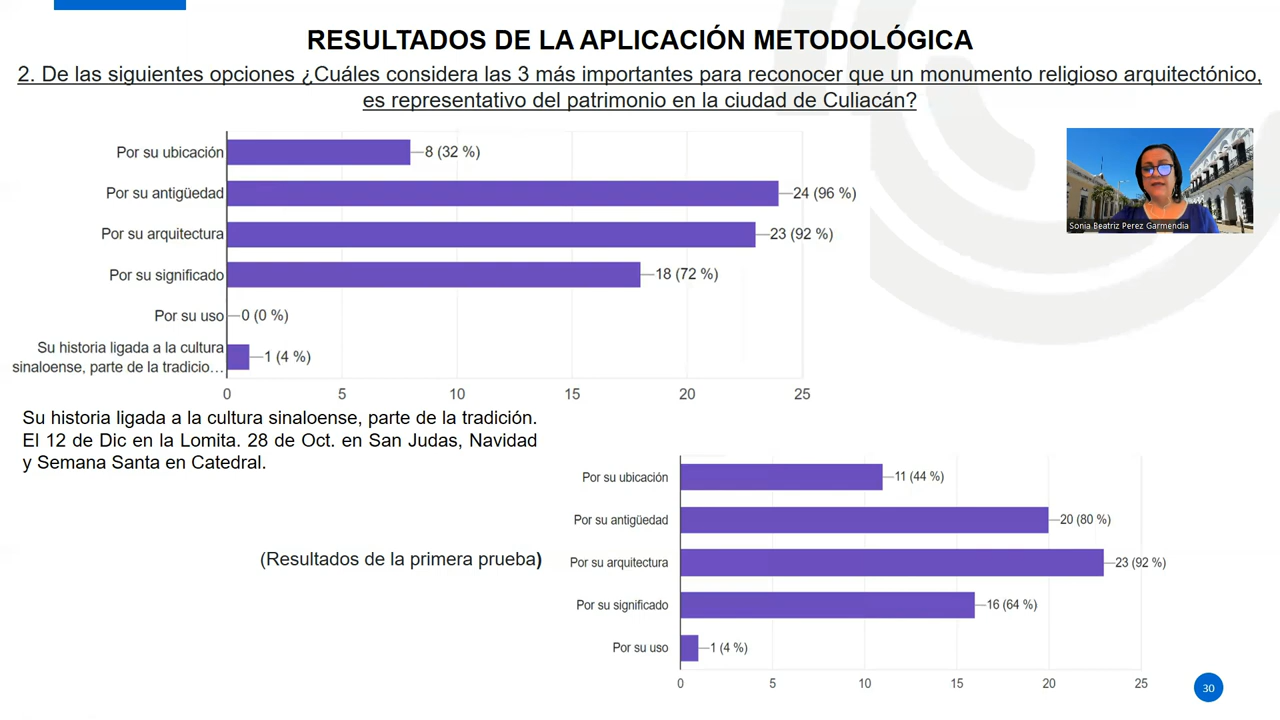 RESULTADOS DE LA APLICACIÓN METODOLÓGICA
2. De las siguientes opciones ¿Cuáles considera las 3 más importantes para reconocer que un monumento religioso arquitectónico,
es representativo del patrimonio en la ciudad de Culiacán?
Por su ubicación 8 (32 %)
Por su antigüedad 24 (96 %)
Por su arquitectura 23 (92 %)
Por su significado 18 (72 %)
Por su uso 0 (0 %)
Su historia ligada a la cultura
sinaloense, parte de la tradicio… 1 (4 %)
0 5 10 15 20 25
Sonia Beatriz Perez Garmendia
Su historia ligada a la cultura sinaloense, parte de la tradición.
El 12 de Dic en la Lomita. 28 de Oct. en San Judas, Navidad
y Semana Santa en Catedral.
(Resultados de la primera prueba)
Por su ubicación 11 (44 %)
Por su antigüedad 20 (80 %)
Por su arquitectura 23 (92 %)
Por su significado 16 (64 %)
Por su uso 1 (4 %)
0 5 10 15 20 25
30